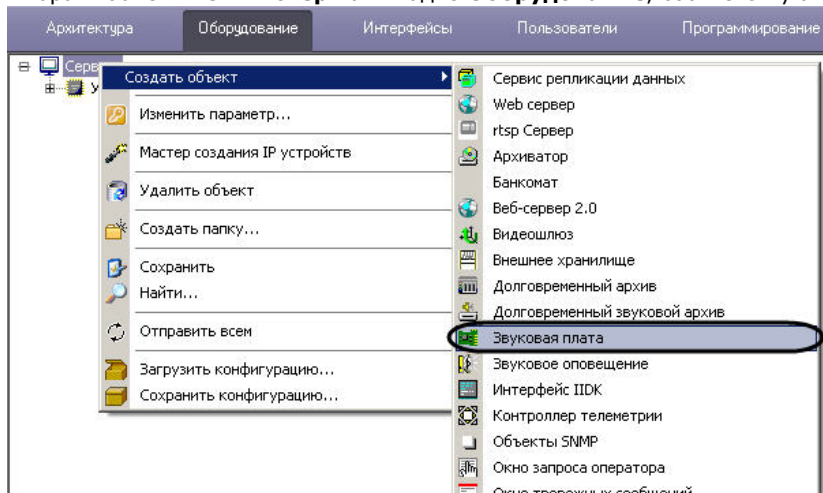 Архитектура Оборудование Интерфейсы Пользователи Программирование
Создать объект
Изменить параметр...
Мастер создания IP устройств
Удалить объект
Создать папку...
Сохранить
Найти...
Отправить всем
Загрузить конфигурацию...
Сохранить конфигурацию...
Сервис репликации данных
Web сервер
rtsp Сервер
Архиватор
Банкомат
Веб-сервер 2.0
Видеошлюз
Внешнее хранилище
Долговременный архив
Долговременный звуковой архив
Звуковая плата
Звуковое оповещение
Интерфейс IIDK
Контроллер телеметрии
Объекты SNMP
Окно запроса оператора
Окно тревожных сообщений